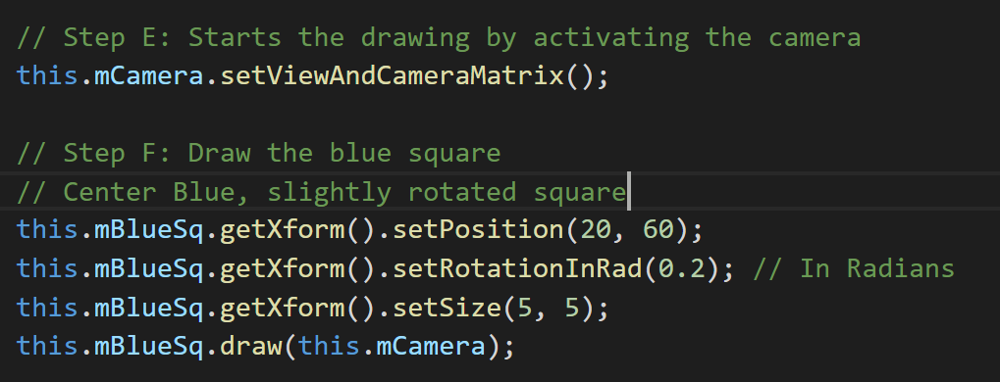 // Step E: Starts the drawing by activating the camera
this.mCamera.setViewAndCameraMatrix();
// Step F: Draw the blue square
// Center Blue, slightly rotated square
this.mBlueSq.getXform().setPosition(20, 60);
this.mBlueSq.getXform().setRotationInRad(0.2); // In Radians
this.mBlueSq.getXform().setSize(5, 5);
this.mBlueSq.draw(this.mCamera);